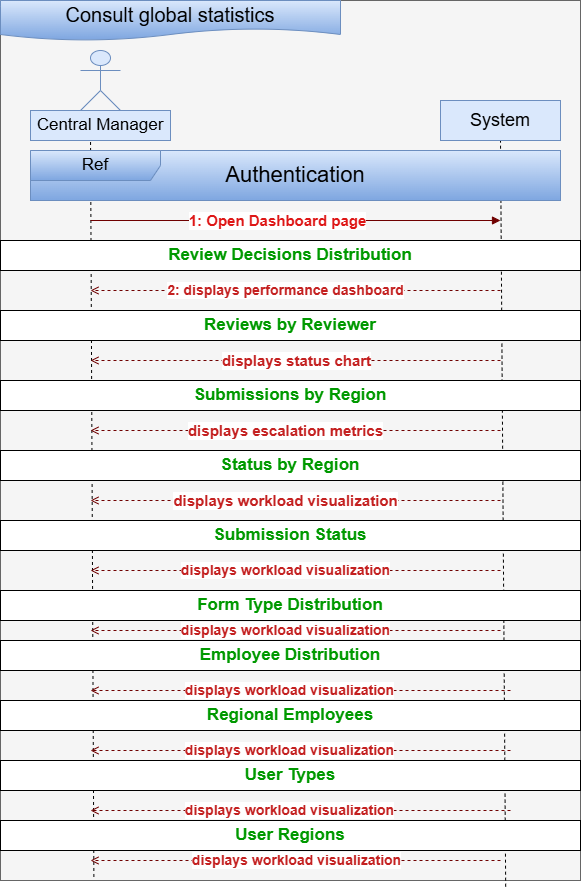 Consult global statistics
Central Manager
System
Ref
Authentication
1: Open Dashboard page
Review Decisions Distribution
2: displays performance dashboard
Reviews by Reviewer
displays status chart
Submissions by Region
displays escalation metrics
Status by Region
displays workload visualization
Submission Status
displays workload visualization
Form Type Distribution
displays workload visualization
Employee Distribution
displays workload visualization
Regional Employees
displays workload visualization
User Types
displays workload visualization
User Regions
displays workload visualization